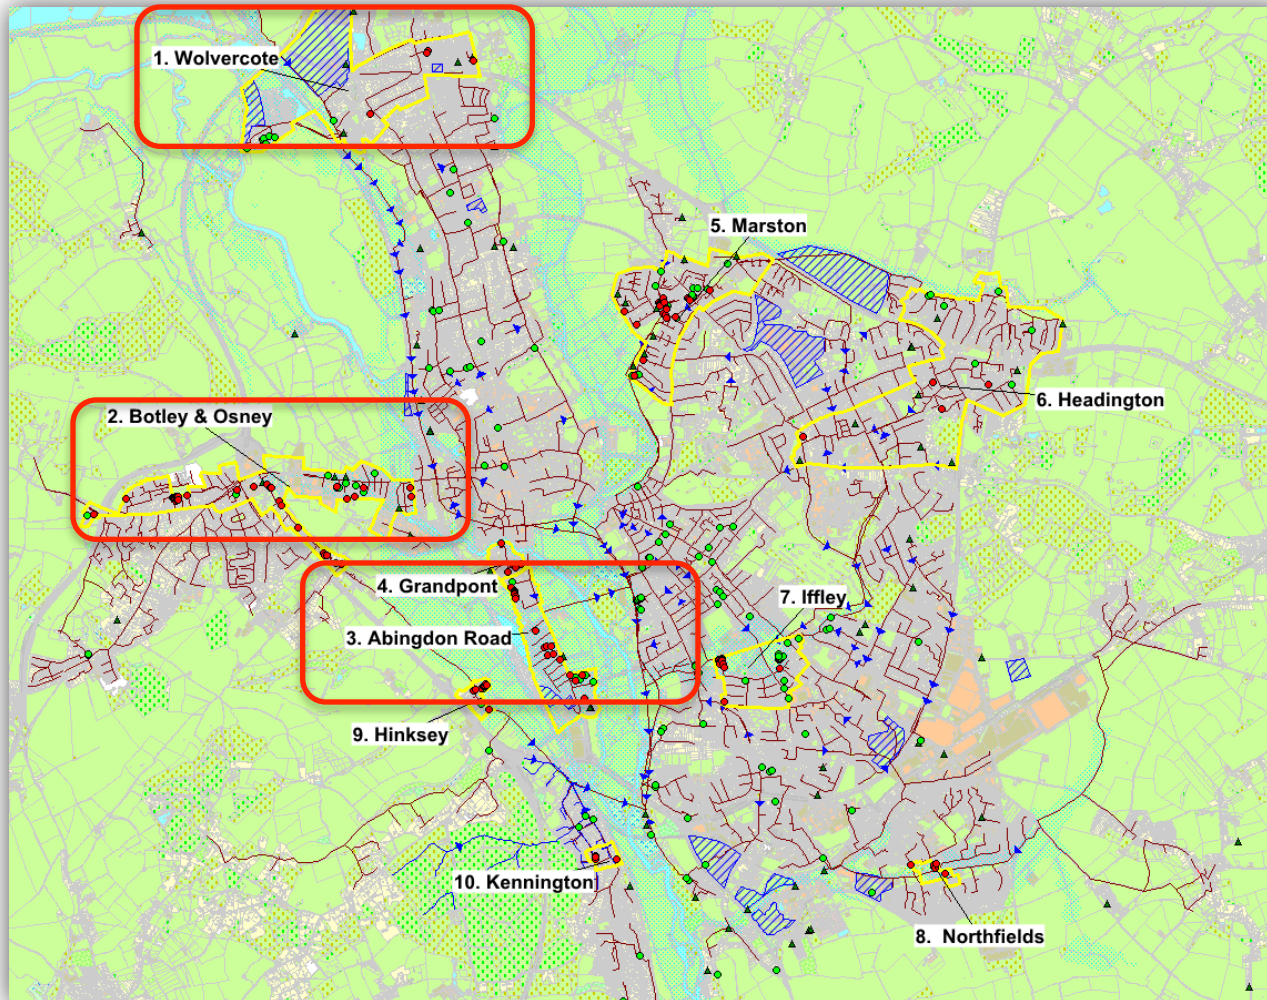 1. Wolvercote
5. Marston
6. Headington
2. Botley & Osney
4. Grandpont
7. Iffley
3. Abingdon Road
9. Hinksey
10. Kennington
8. Northfields